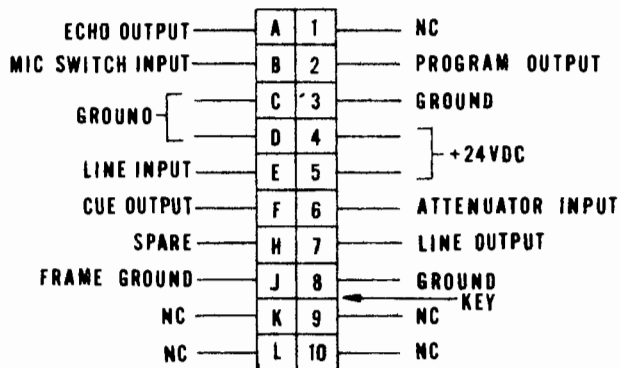 ECHO OUTPUT A 1 NC
MIC SWITCH INPUT B 2 PROGRAM OUTPUT
C 3 GROUND
GROUND
D 4
+24VDC
LINE INPUT E 5
CUE OUTPUT F 6 ATTENUATOR INPUT
SPARE H 7 LINE OUTPUT
FRAME GROUND J 8 GROUND
KEY
NC K 9 NC
NC L 10 NC